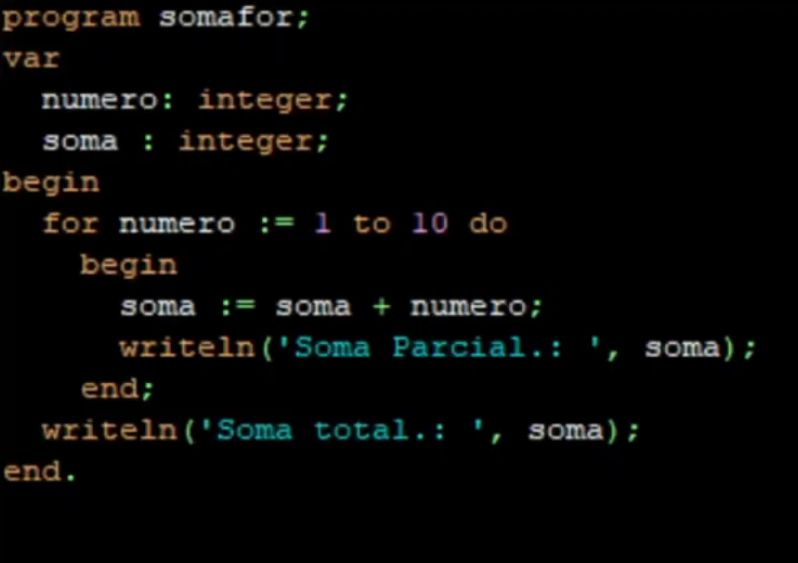 program somafor;
var
  numero: integer;
  soma : integer;
begin
  for numero := 1 to 10 do
    begin
      soma := soma + numero;
      writeln('Soma Parcial.: ', soma);
    end;
  writeln('Soma total.: ', soma);
end.